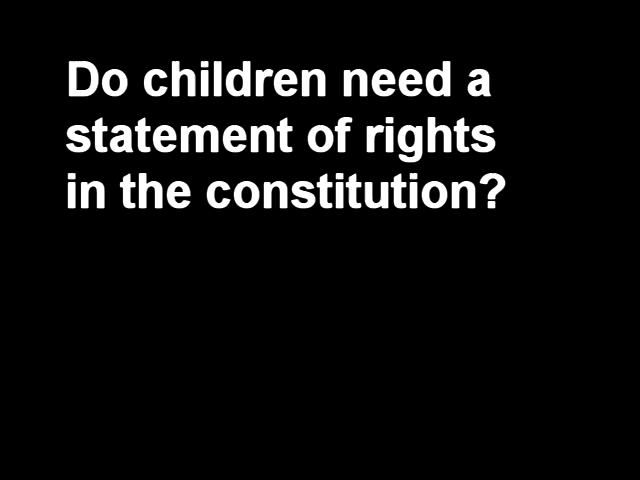 Do children need a
statement of rights
in the constitution?